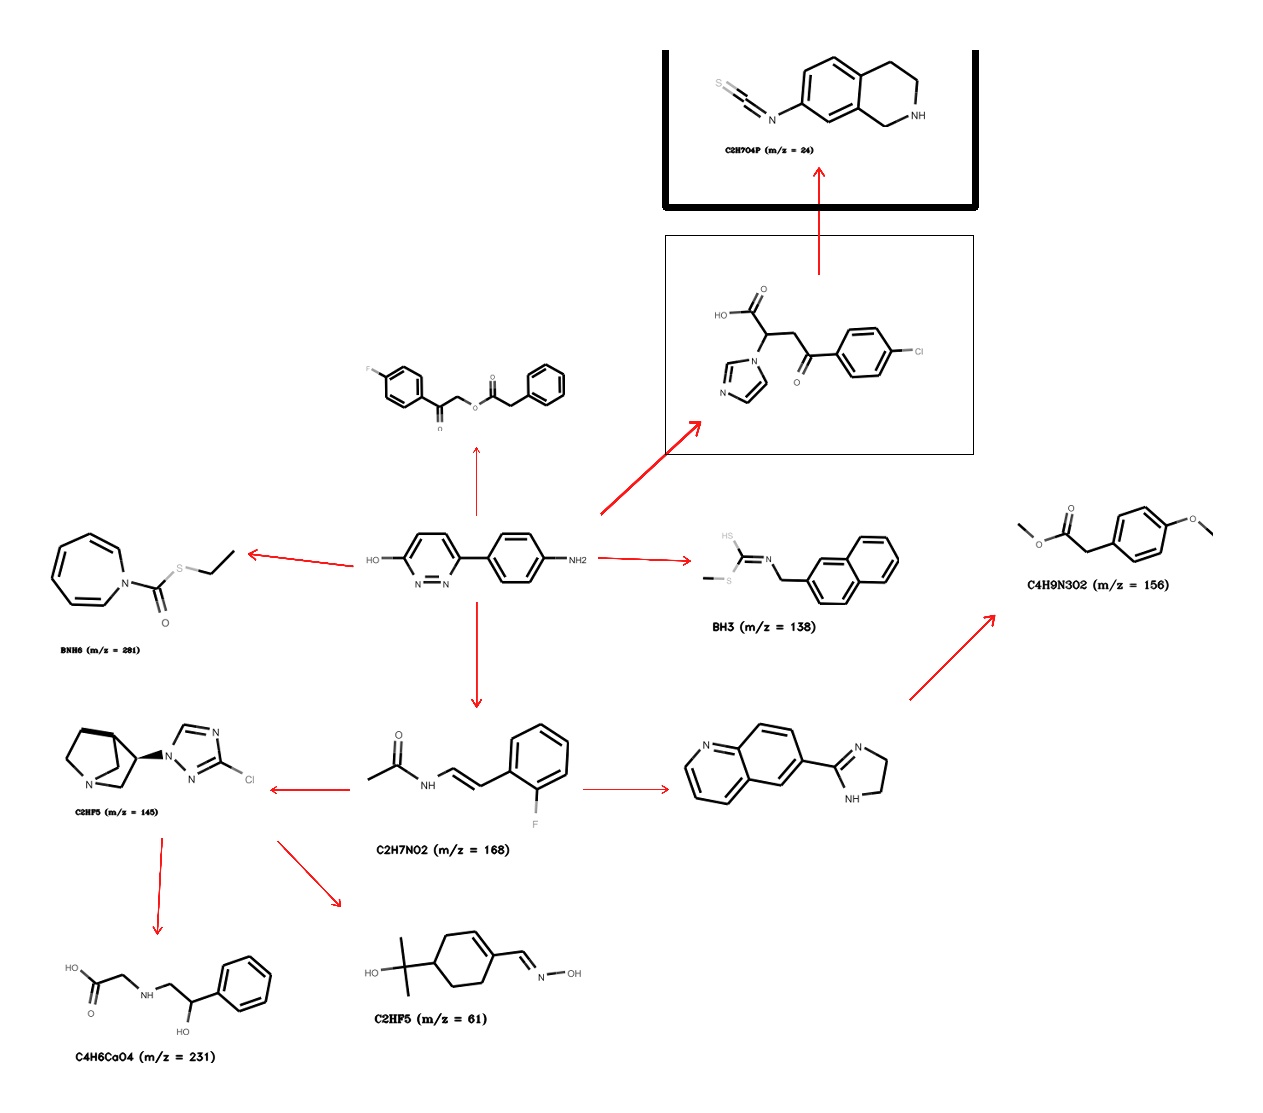 S
N
NH
C2H7O4P (m/z = 24)
O
HO
N
N
O
Cl
F
O
O
O
HO
N
N
NH2
HS
N
S
BH3 (m/z = 138)
O
O
O
C4H9N3O2 (m/z = 156)
N
S
O
BNH6 (m/z = 281)
N
N
N
N
Cl
C2HF5 (m/z = 145)
O
NH
F
C2H7NO2 (m/z = 168)
N
N
NH
HO
O
NH
HO
C4H6CaO4 (m/z = 231)
HO
N
OH
C2HF5 (m/z = 61)